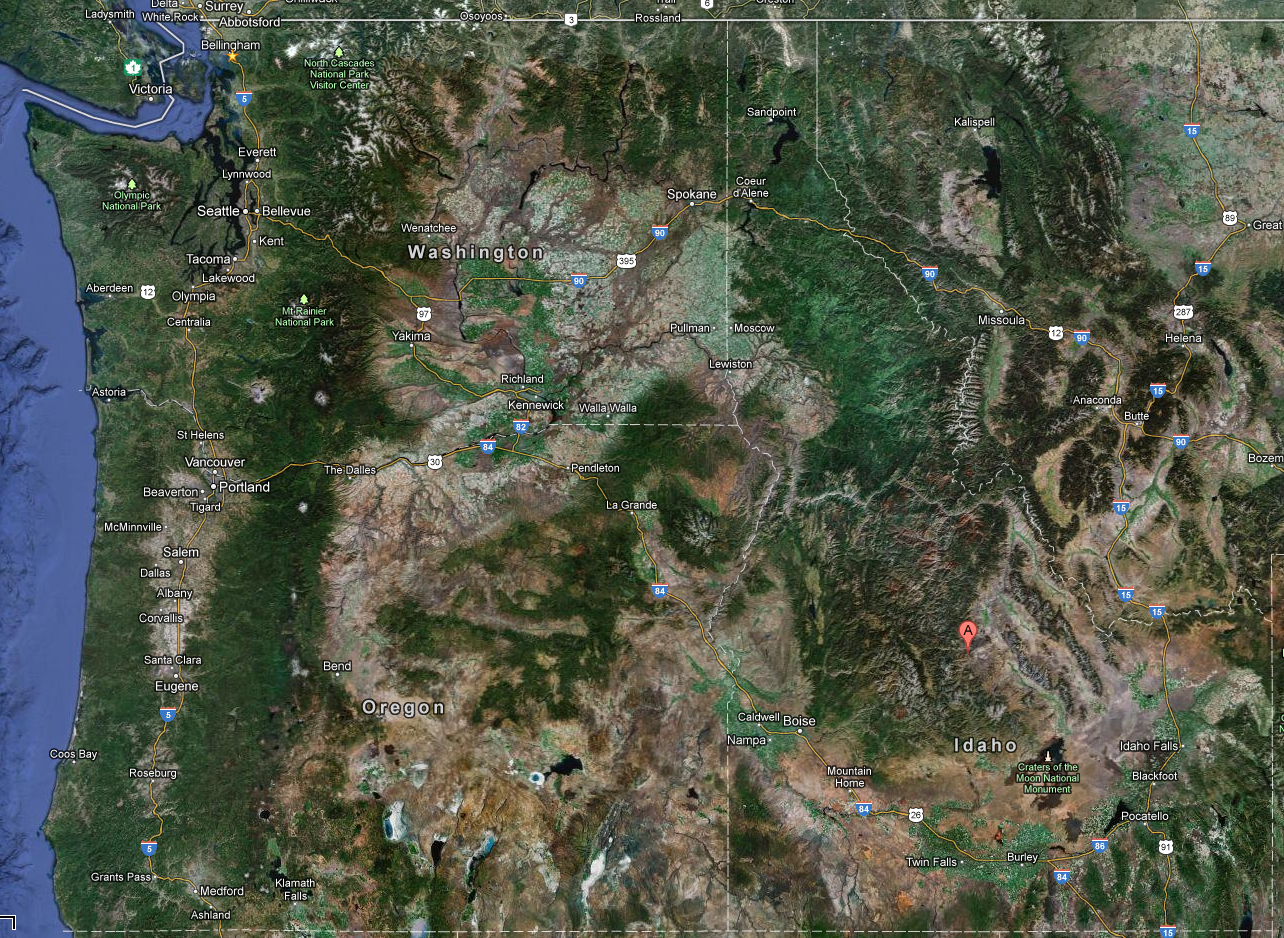 Ladysmith
Delta
Surrey
White Rock
Abbotsford
Osoyoos
3
Rossland
6
Bellingham
North Cascades
National Park
Visitor Center
1
Victoria
5
Sandpoint
Kalispell
15
Everett
Lynnwood
Olympic
National Park
Spokane
Coeur
d'Alene
Seattle
Bellevue
89
Great
Wenatchee
90
Kent
Washington
395
Tacoma
15
Lakewood
90
90
Aberdeen
12
Olympia
Mt Rainier
National Park
97
287
Centralia
Missoula
12
90
Yakima
Pullman
Moscow
Helena
Lewiston
Richland
15
Astoria
Kennewick
Walla Walla
Anaconda
Butte
82
St Helens
84
90
Vancouver
30
The Dalles
Pendleton
Bozem
Portland
Beaverton
Tigard
La Grande
15
McMinnville
Salem
Dallas
Albany
84
15
15
Corvallis
A
Santa Clara
Bend
Eugene
Oregon
5
Caldwell
Boise
Nampa
Idaho
Idaho Falls
Coos Bay
Craters of the
Moon National
Monument
Roseburg
Mountain
Home
Blackfoot
84
26
Pocatello
5
86
91
Twin Falls
Burley
Grants Pass
84
Medford
Klamath
Falls
Ashland
15